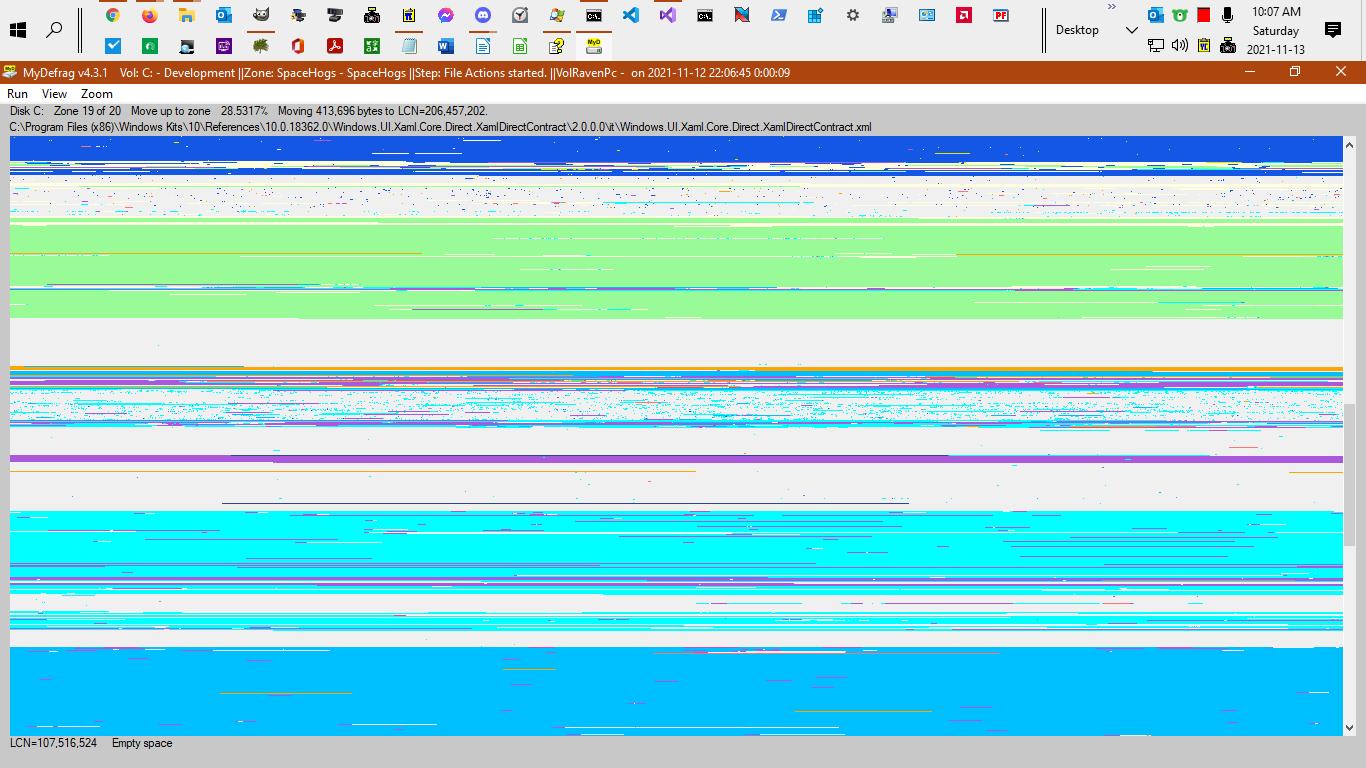 10:07 AM
Desktop
Saturday
2021-11-13
MyDefrag v4.3.1 Vol: C: - Development ||Zone: SpaceHogs - SpaceHogs ||Step: File Actions started. ||VolRavenPc - on 2021-11-12 22:06:45 0:00:09
Run View Zoom
Disk C: Zone 19 of 20 Move up to zone 28.5317% Moving 413,696 bytes to LCN=206,457,202.
C:\Program Files (x86)\Windows Kits\10\References\10.0.18362.0\Windows.UI.Xaml.Core.Direct.XamlDirectContract\2.0.0.0\it\Windows.UI.Xaml.Core.Direct.XamlDirectContract.xml
LCN=107,516,524 Empty space